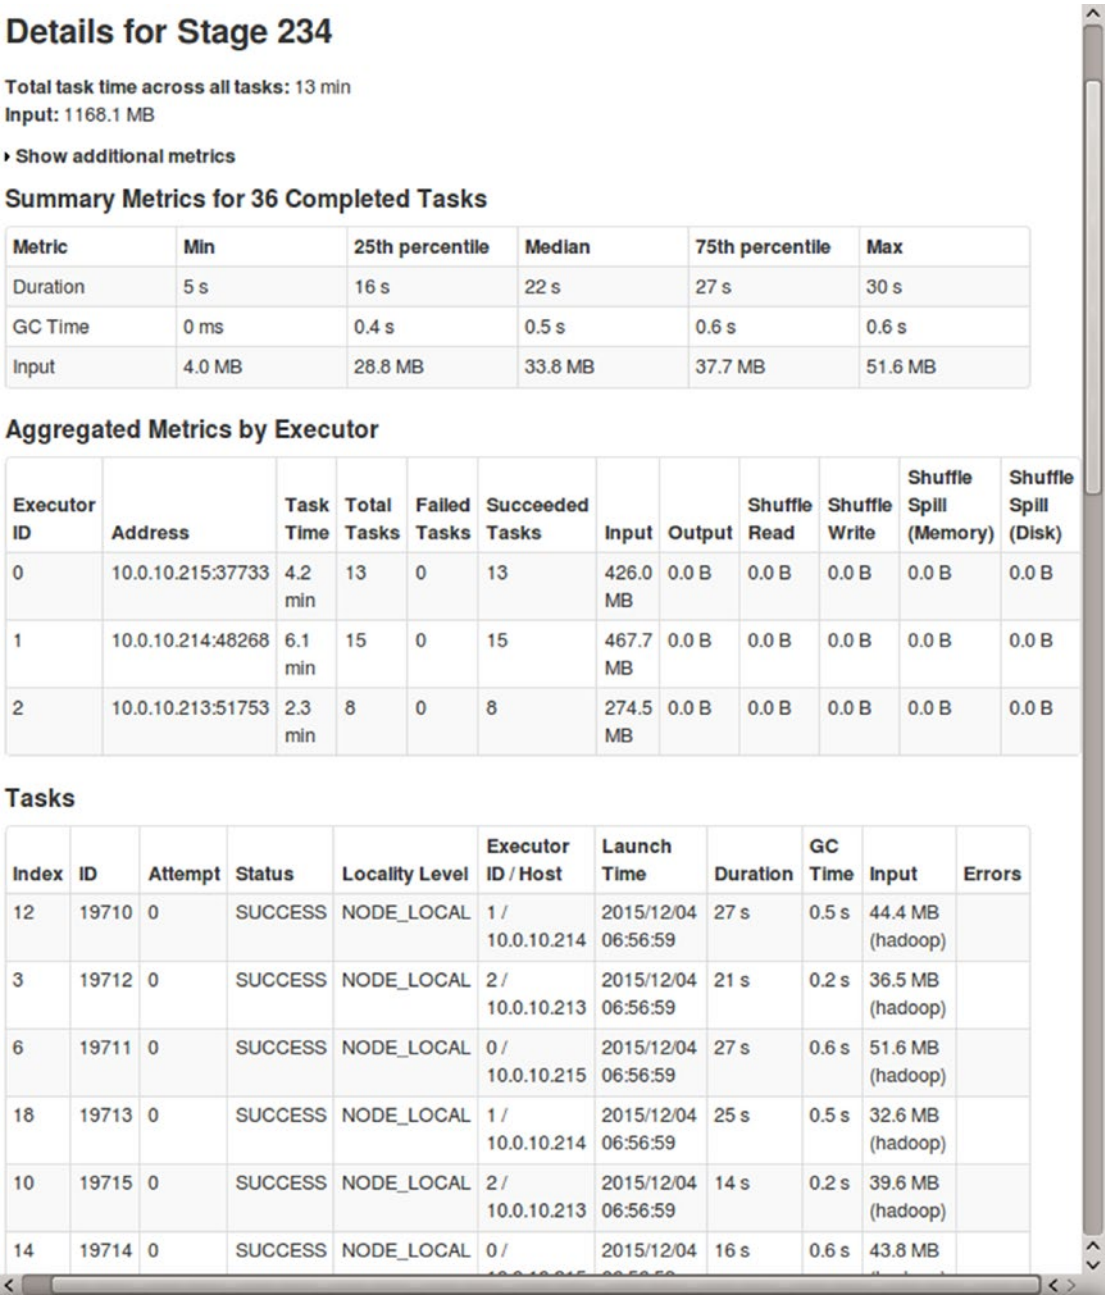 Details for Stage 234
Total task time across all tasks: 13 min
Input: 1168.1 MB
Show additional metrics
Summary Metrics for 36 Completed Tasks
Metric Min 25th percentile Median 75th percentile Max
Duration 5 s 16 s 22 s 27 s 30 s
GC Time 0 ms 0.4 s 0.5 s 0.6 s 0.6 s
Input 4.0 MB 28.8 MB 33.8 MB 37.7 MB 51.6 MB
Aggregated Metrics by Executor
Executor ID Address Task Time Total Tasks Failed Tasks Succeeded Tasks Input Output Shuffle Read Shuffle Write Shuffle Spill (Memory) Shuffle Spill (Disk)
0 10.0.10.215:37733 4.2 min 13 0 13 426.0 MB 0.0 B 0.0 B 0.0 B 0.0 B 0.0 B
1 10.0.10.214:48268 6.1 min 15 0 15 467.7 MB 0.0 B 0.0 B 0.0 B 0.0 B 0.0 B
2 10.0.10.213:51753 2.3 min 8 0 8 274.5 MB 0.0 B 0.0 B 0.0 B 0.0 B 0.0 B
Tasks
Index ID Attempt Status Locality Level Executor ID / Host Launch Time Duration GC Time Input Errors
12 19710 0 SUCCESS NODE_LOCAL 1 / 10.0.10.214 2015/12/04 06:56:59 27 s 0.5 s 44.4 MB (hadoop)
3 19712 0 SUCCESS NODE_LOCAL 2 / 10.0.10.213 2015/12/04 06:56:59 21 s 0.2 s 36.5 MB (hadoop)
6 19711 0 SUCCESS NODE_LOCAL 0 / 10.0.10.215 2015/12/04 06:56:59 27 s 0.6 s 51.6 MB (hadoop)
18 19713 0 SUCCESS NODE_LOCAL 1 / 10.0.10.214 2015/12/04 06:56:59 25 s 0.5 s 32.6 MB (hadoop)
10 19715 0 SUCCESS NODE_LOCAL 2 / 10.0.10.213 2015/12/04 06:56:59 14 s 0.2 s 39.6 MB (hadoop)
14 19714 0 SUCCESS NODE_LOCAL 0 / 2015/12/04 16 s 0.6 s 43.8 MB